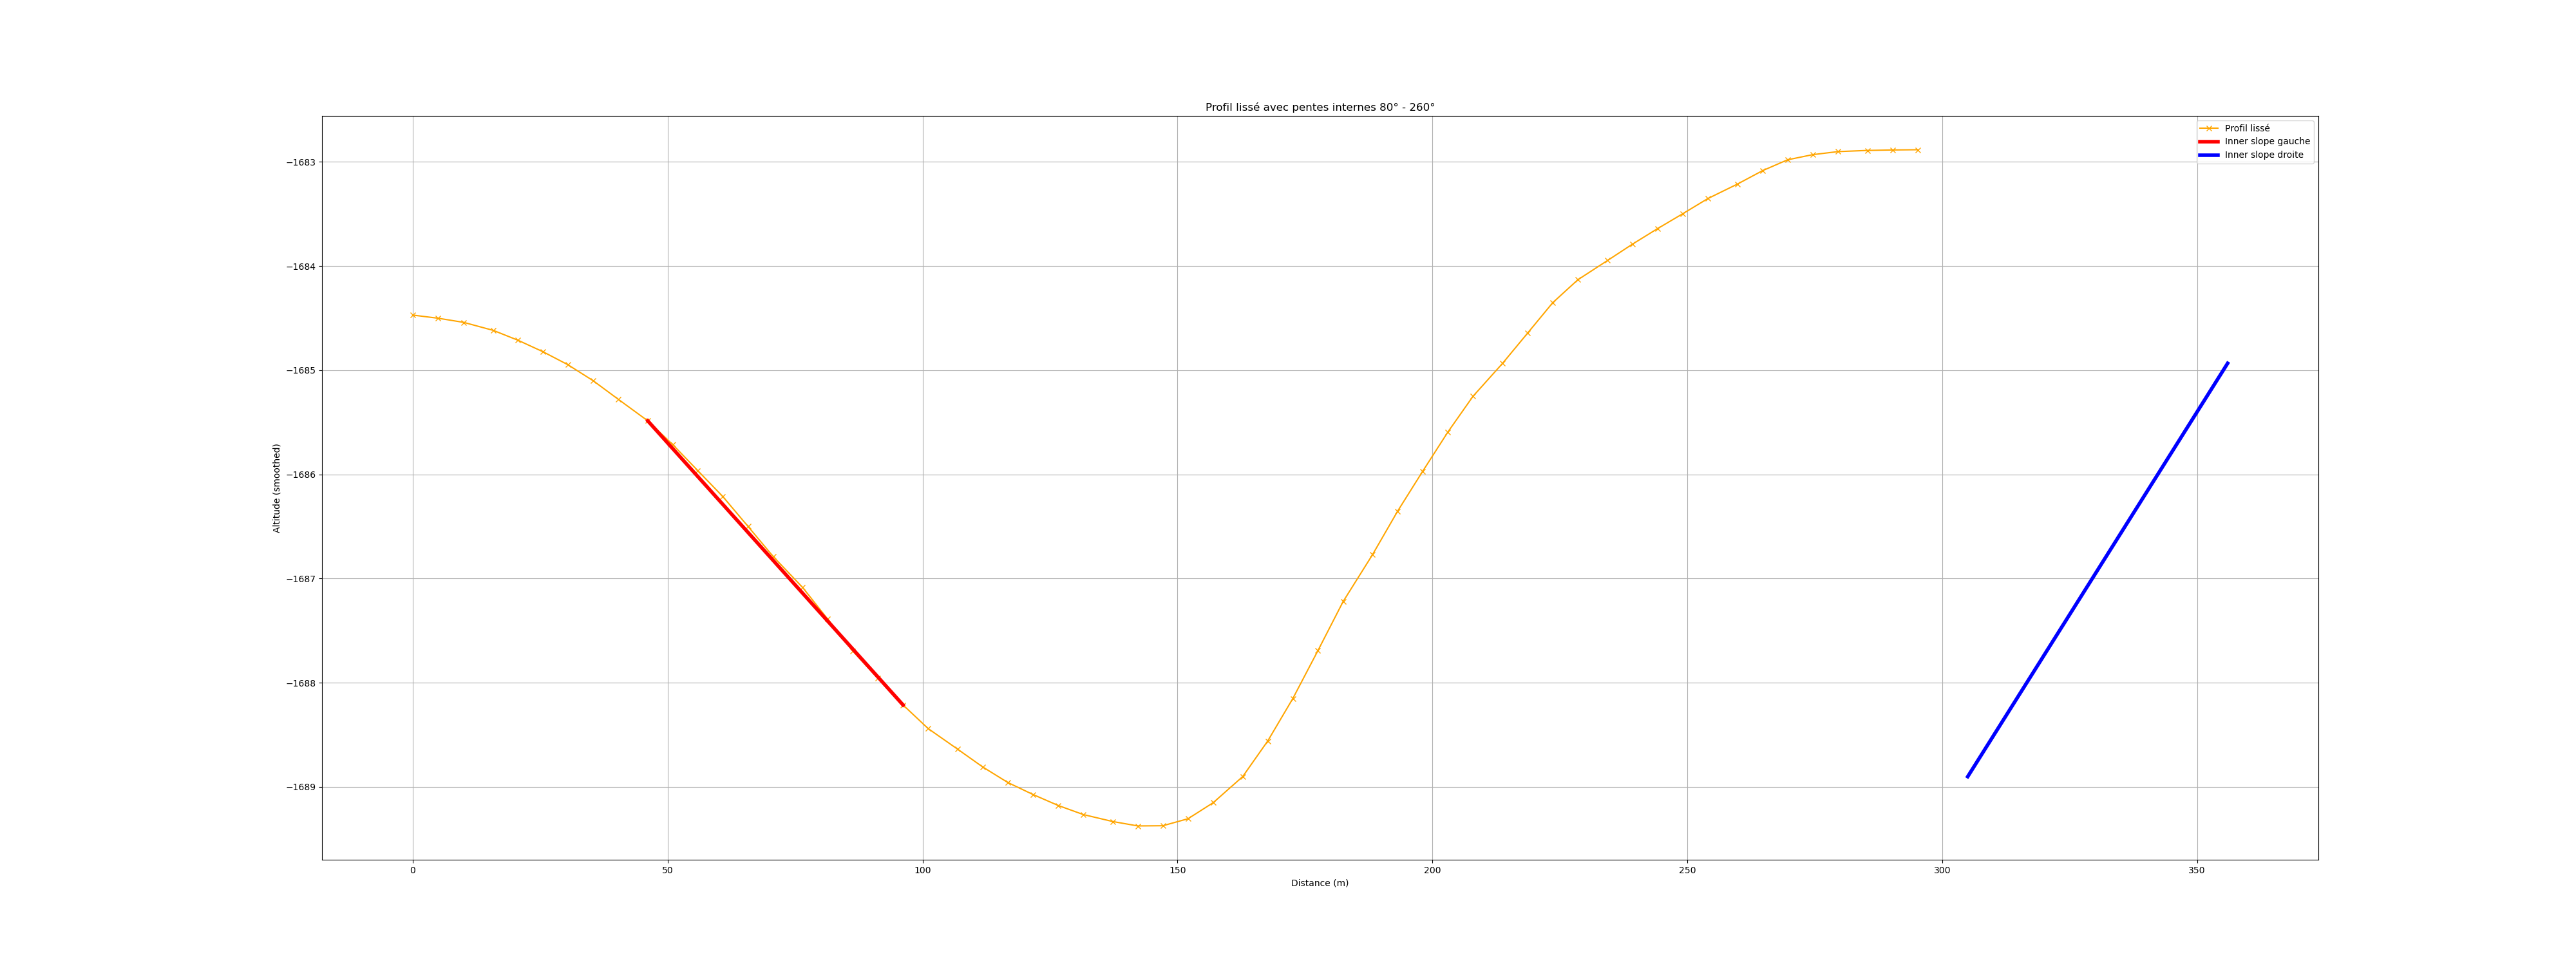 Profil lissé avec pentes internes 80° - 260°
Profil lissé
Inner slope gauche
Inner slope droite
−1683
−1684
−1685
−1686
−1687
−1688
−1689
Altitude (smoothed)
0
50
100
150
200
250
300
350
Distance (m)